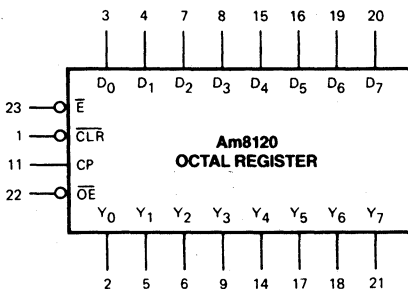 3 4 7 8 15 16 19 20
D0 D1 D2 D3 D4 D5 D6 D7
23 E̅
1 C̅L̅R̅
Am8120
OCTAL REGISTER
11 CP
22 O̅E̅
Y0 Y1 Y2 Y3 Y4 Y5 Y6 Y7
2 5 6 9 14 17 18 21